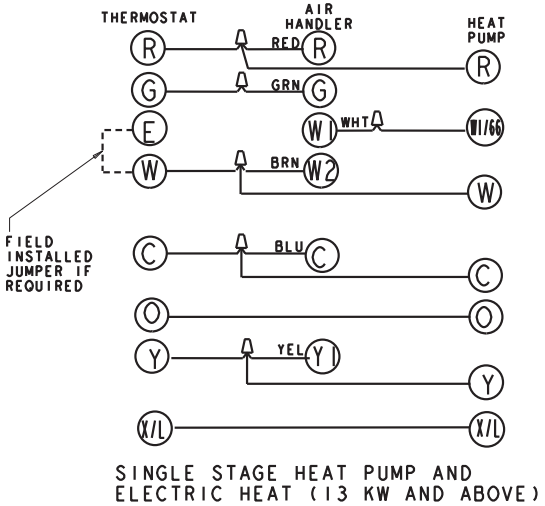 THERMOSTAT
AIR
HANDLER
HEAT
PUMP
R
RED
R
R
G
GRN
G
E
W1
WHT
W1/66
W
BRN
W2
W
FIELD
INSTALLED
JUMPER IF
REQUIRED
C
BLU
C
C
O
O
Y
YEL
Y1
Y
X/L
X/L
SINGLE STAGE HEAT PUMP AND
ELECTRIC HEAT (13 KW AND ABOVE)